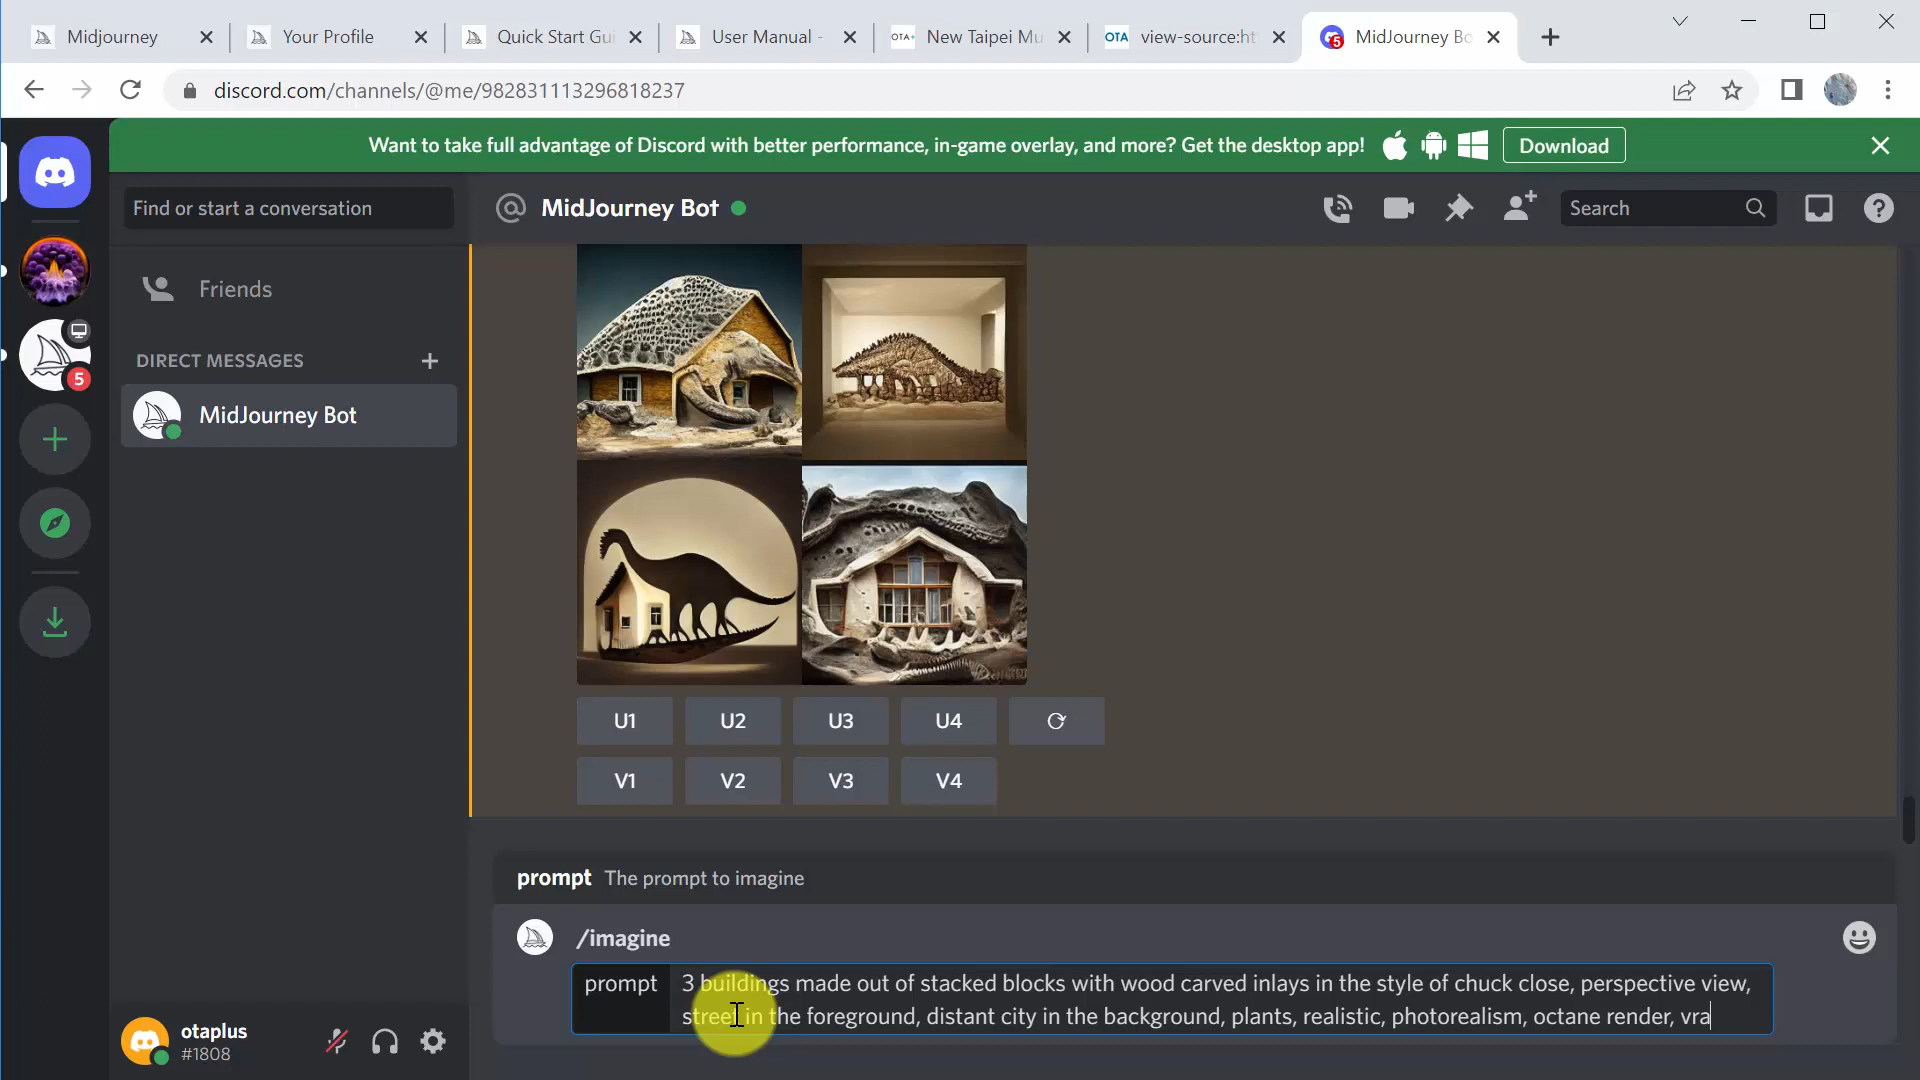 Midjourney
Your Profile
Quick Start Gui
User Manual -
OTA+ New Taipei Mu
OTA view-source:ht
5 MidJourney Bo
discord.com/channels/@me/982831113296818237
Want to take full advantage of Discord with better performance, in-game overlay, and more? Get the desktop app!
Download
Find or start a conversation
MidJourney Bot
Search
Friends
5
DIRECT MESSAGES
MidJourney Bot
U1 U2 U3 U4
V1 V2 V3 V4
prompt The prompt to imagine
/imagine
prompt 3 buildings made out of stacked blocks with wood carved inlays in the style of chuck close, perspective view,
street in the foreground, distant city in the background, plants, realistic, photorealism, octane render, vra
otaplus
#1808